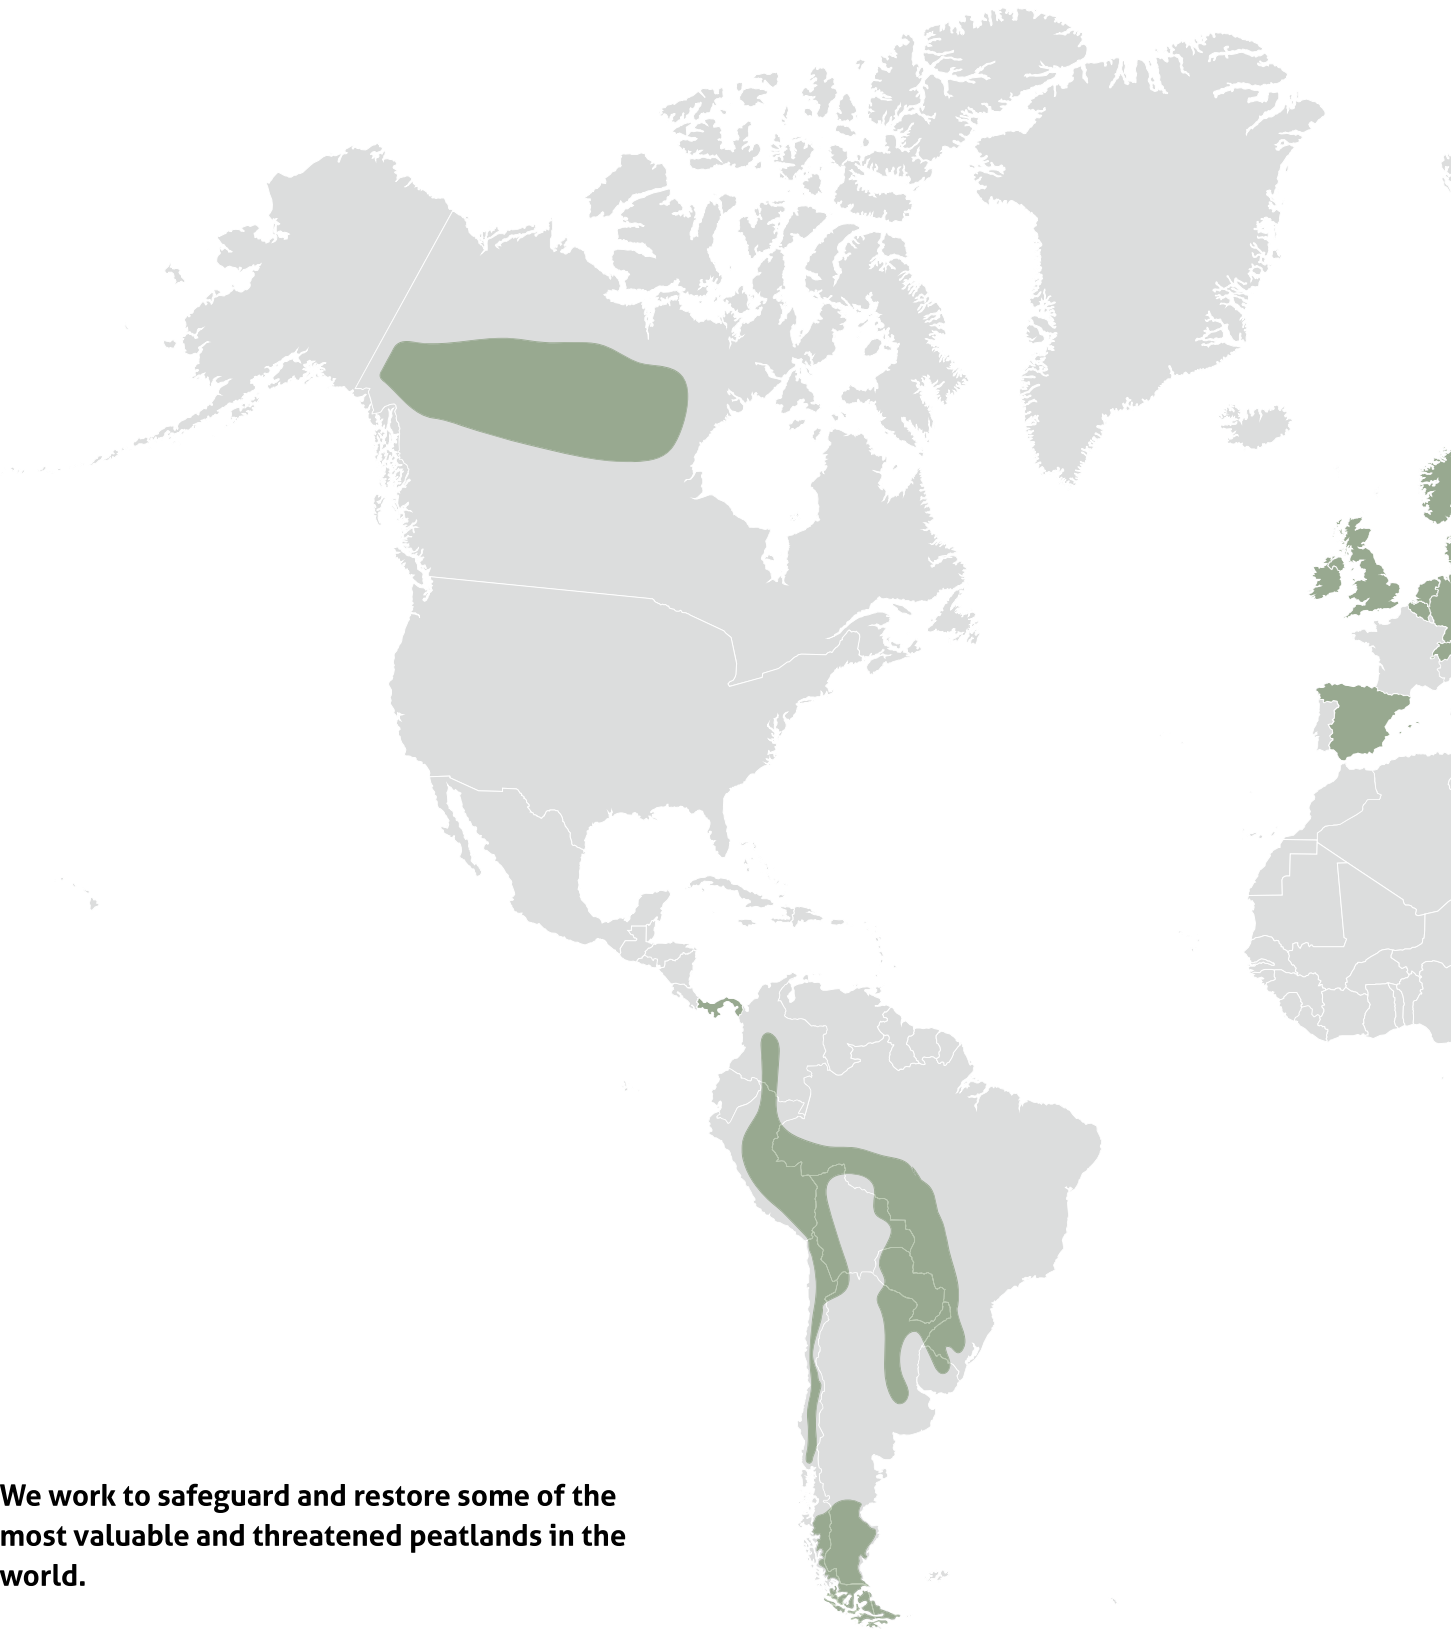 We work to safeguard and restore some of the
most valuable and threatened peatlands in the
world.